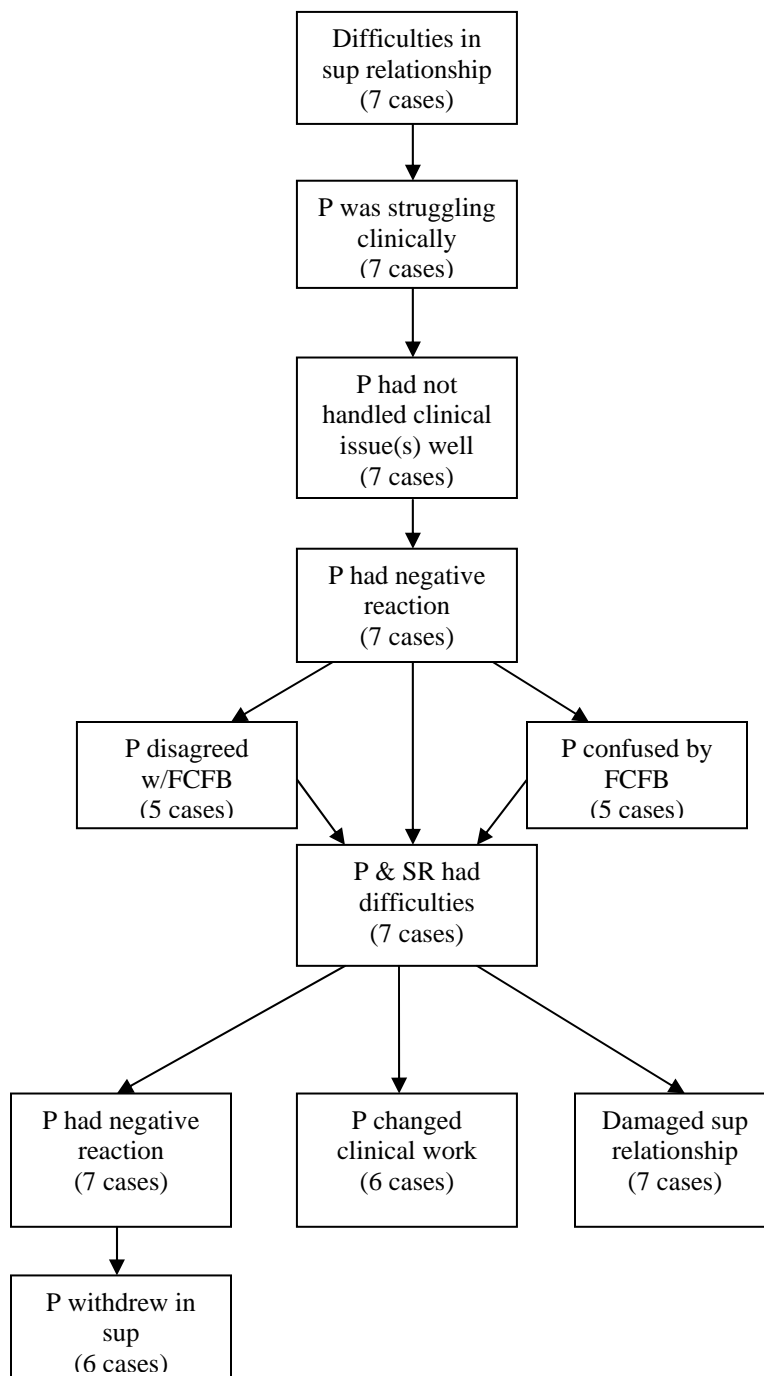 Difficulties in
sup relationship
(7 cases)
P was struggling
clinically
(7 cases)
P had not
handled clinical
issue(s) well
(7 cases)
P had negative
reaction
(7 cases)
P disagreed
w/FCFB
(5 cases)
P confused by
FCFB
(5 cases)
P & SR had
difficulties
(7 cases)
P had negative
reaction
(7 cases)
P changed
clinical work
(6 cases)
Damaged sup
relationship
(7 cases)
P withdrew in
sup
(6 cases)